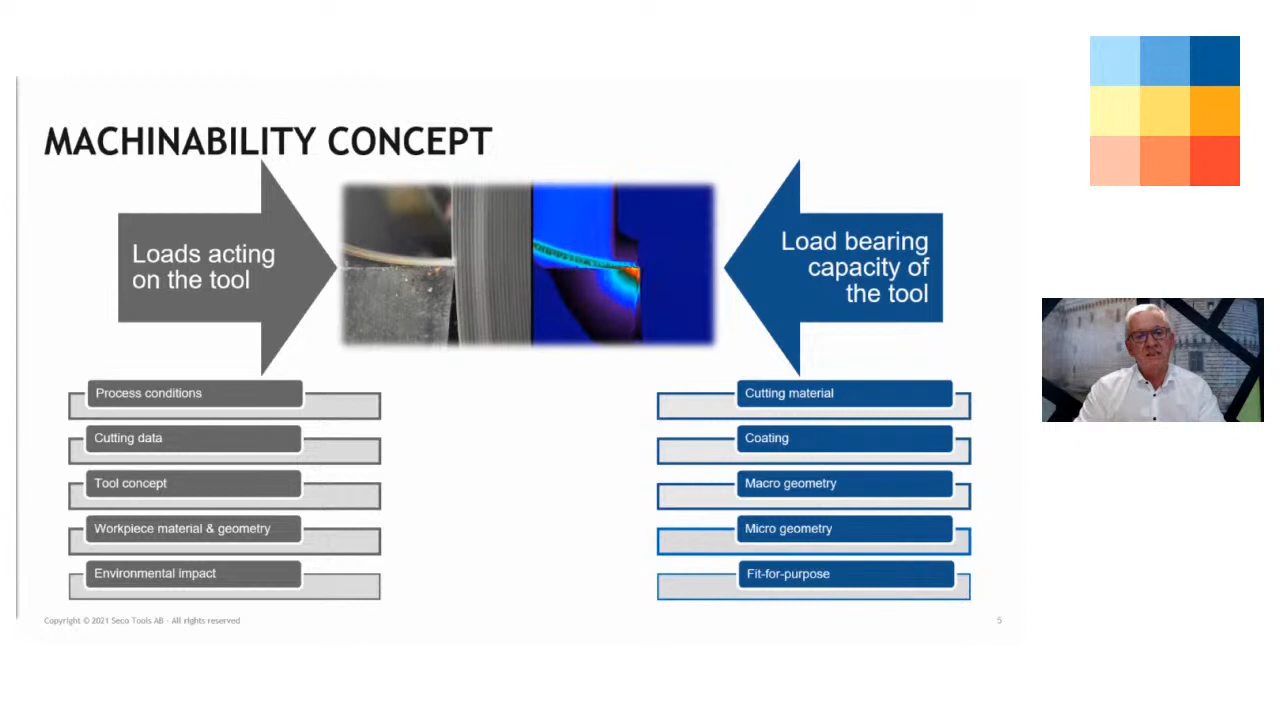 MACHINABILITY CONCEPT
Loads acting
on the tool
Load bearing
capacity of
the tool
Process conditions
Cutting data
Tool concept
Workpiece material & geometry
Environmental impact
Cutting material
Coating
Macro geometry
Micro geometry
Fit-for-purpose
Copyright © 2021 Seco Tools AB - All rights reserved
5